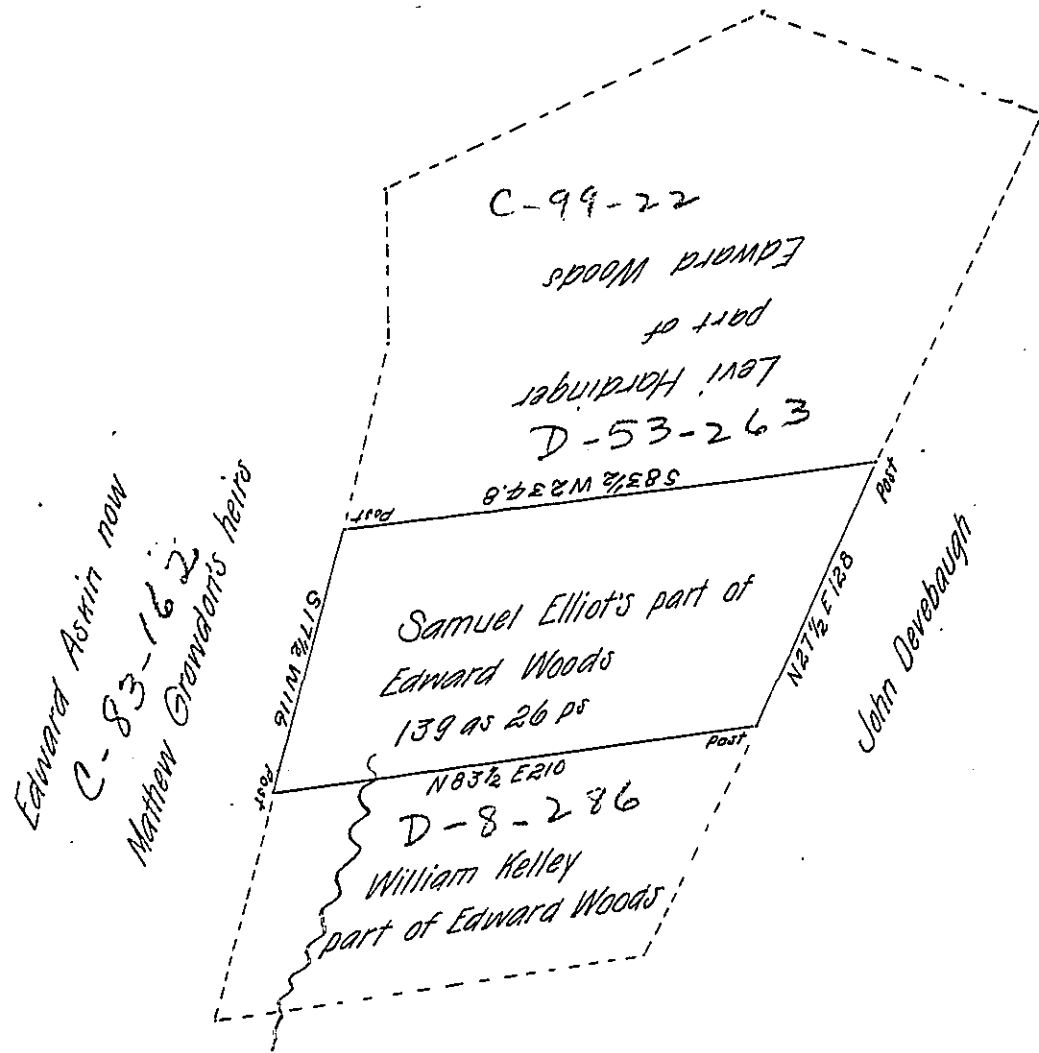 C-99-22
Edward Woods
part of
Levi Hardinger
D-53-263
S83½ W234.8
Post
Post
Edward Askin now
C-83-162
Mathew Growdon's heirs
S17½ W116
Samuel Elliot's part of
Edward Woods
139 as 26 ps
N27½ E128
John Devebaugh
Post
Post
N83½ E210
D-8-286
William Kelley
part of Edward Woods